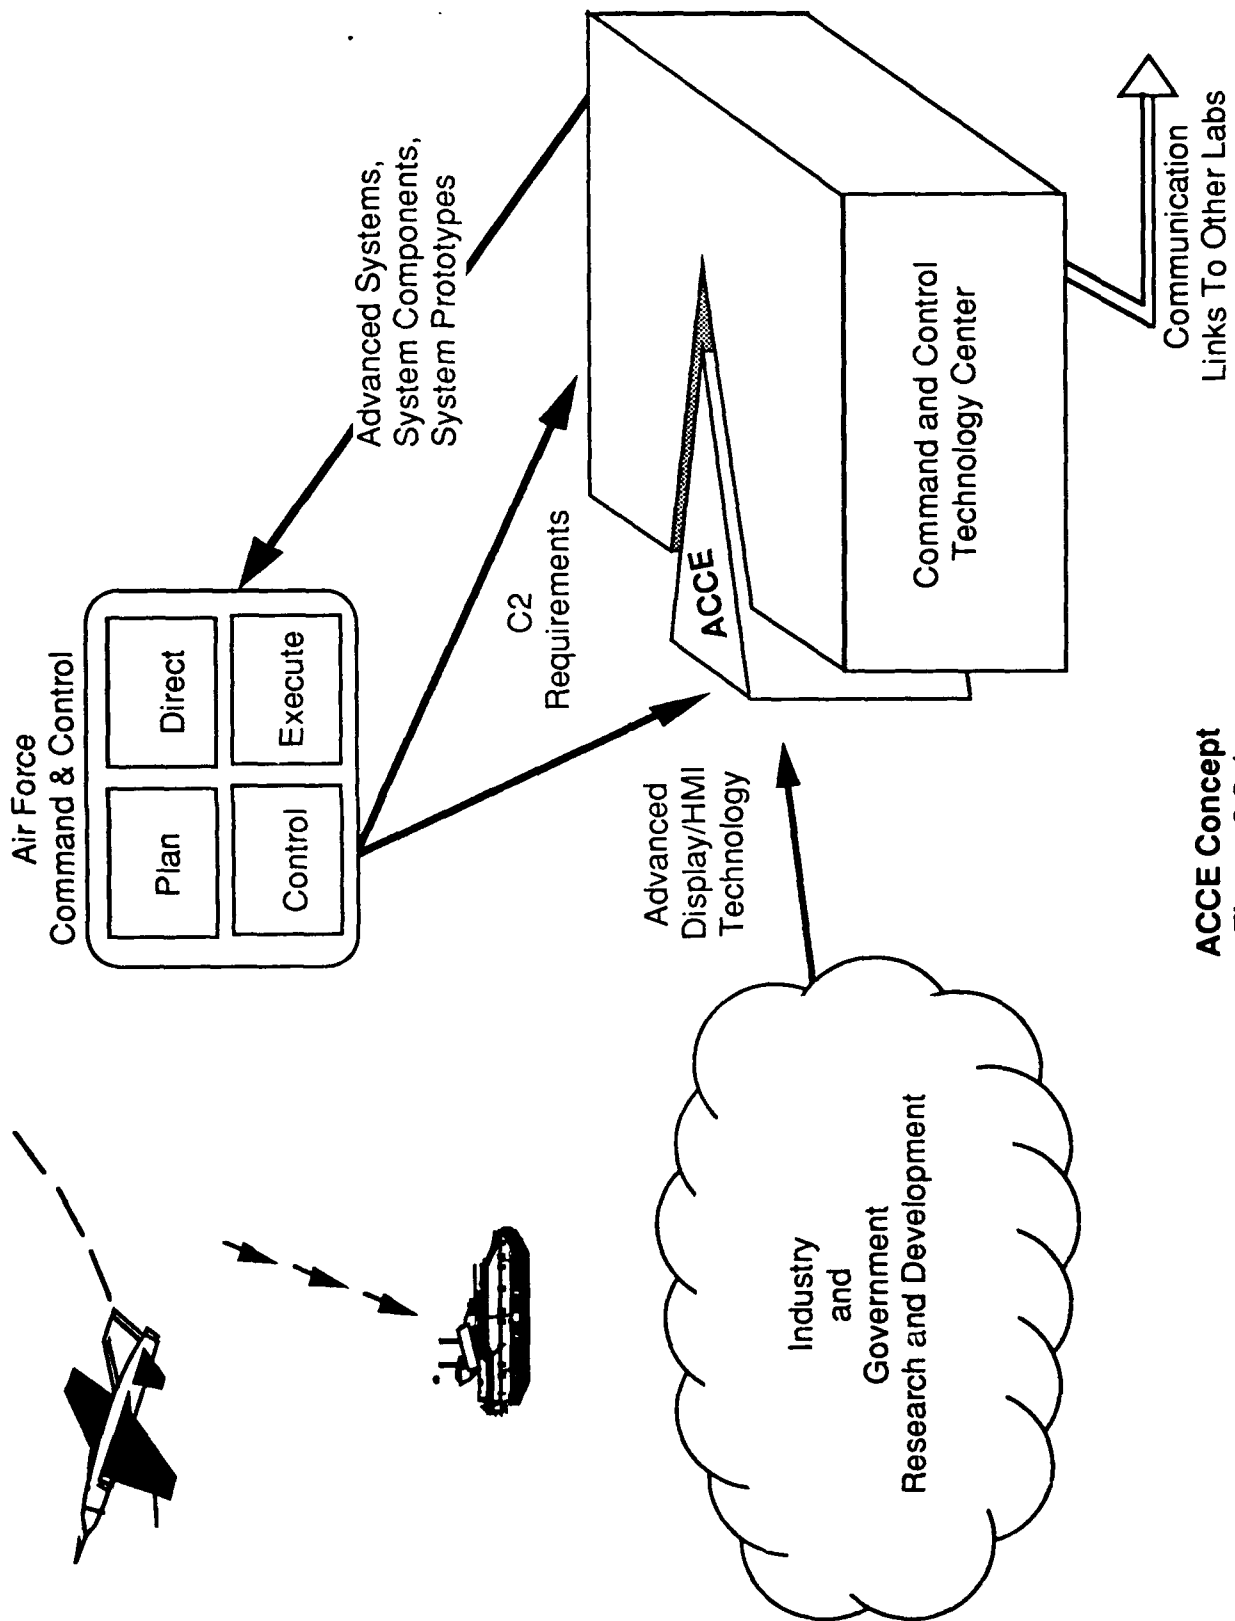 Air Force
Command & Control
Plan
Direct
Control
Execute
Advanced Systems,
System Components,
System Prototypes
C2
Requirements
Advanced
Display/HMI
Technology
ACCE
Industry
and
Government
Research and Development
Command and Control
Technology Center
Communication
Links To Other Labs
ACCE Concept